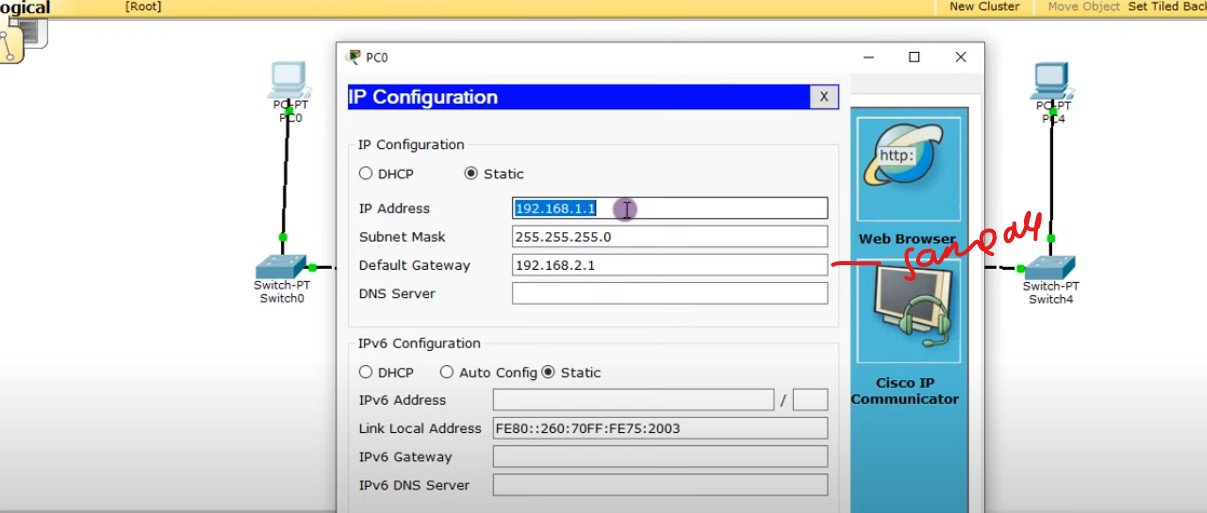 ogical [Root] New Cluster Move Object Set Tiled Back
PC0
IP Configuration X
PC-PT
PC0
IP Configuration
DHCP Static
IP Address 192.168.1.1
Subnet Mask 255.255.255.0
Default Gateway 192.168.2.1
DNS Server
IPv6 Configuration
DHCP Auto Config Static
IPv6 Address /
Link Local Address FE80::260:70FF:FE75:2003
IPv6 Gateway
IPv6 DNS Server
http:
Web Browser
Cisco IP
Communicator
PC-PT
PC4
Switch-PT
Switch0
Switch-PT
Switch4